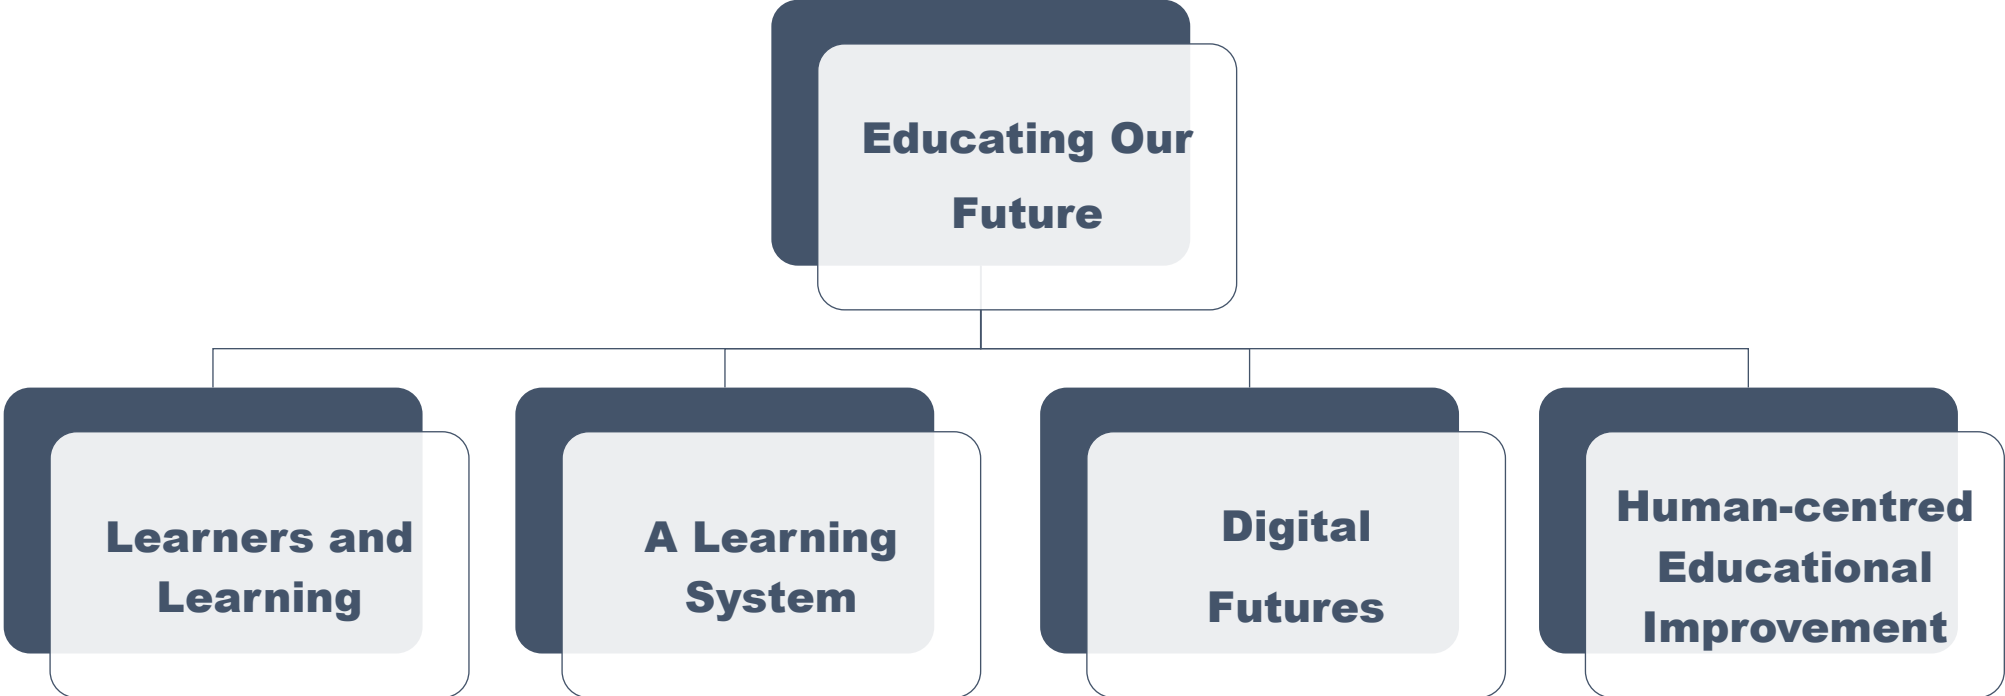 Educating Our
Future
Learners and
Learning
A Learning
System
Digital
Futures
Human-centred
Educational
Improvement